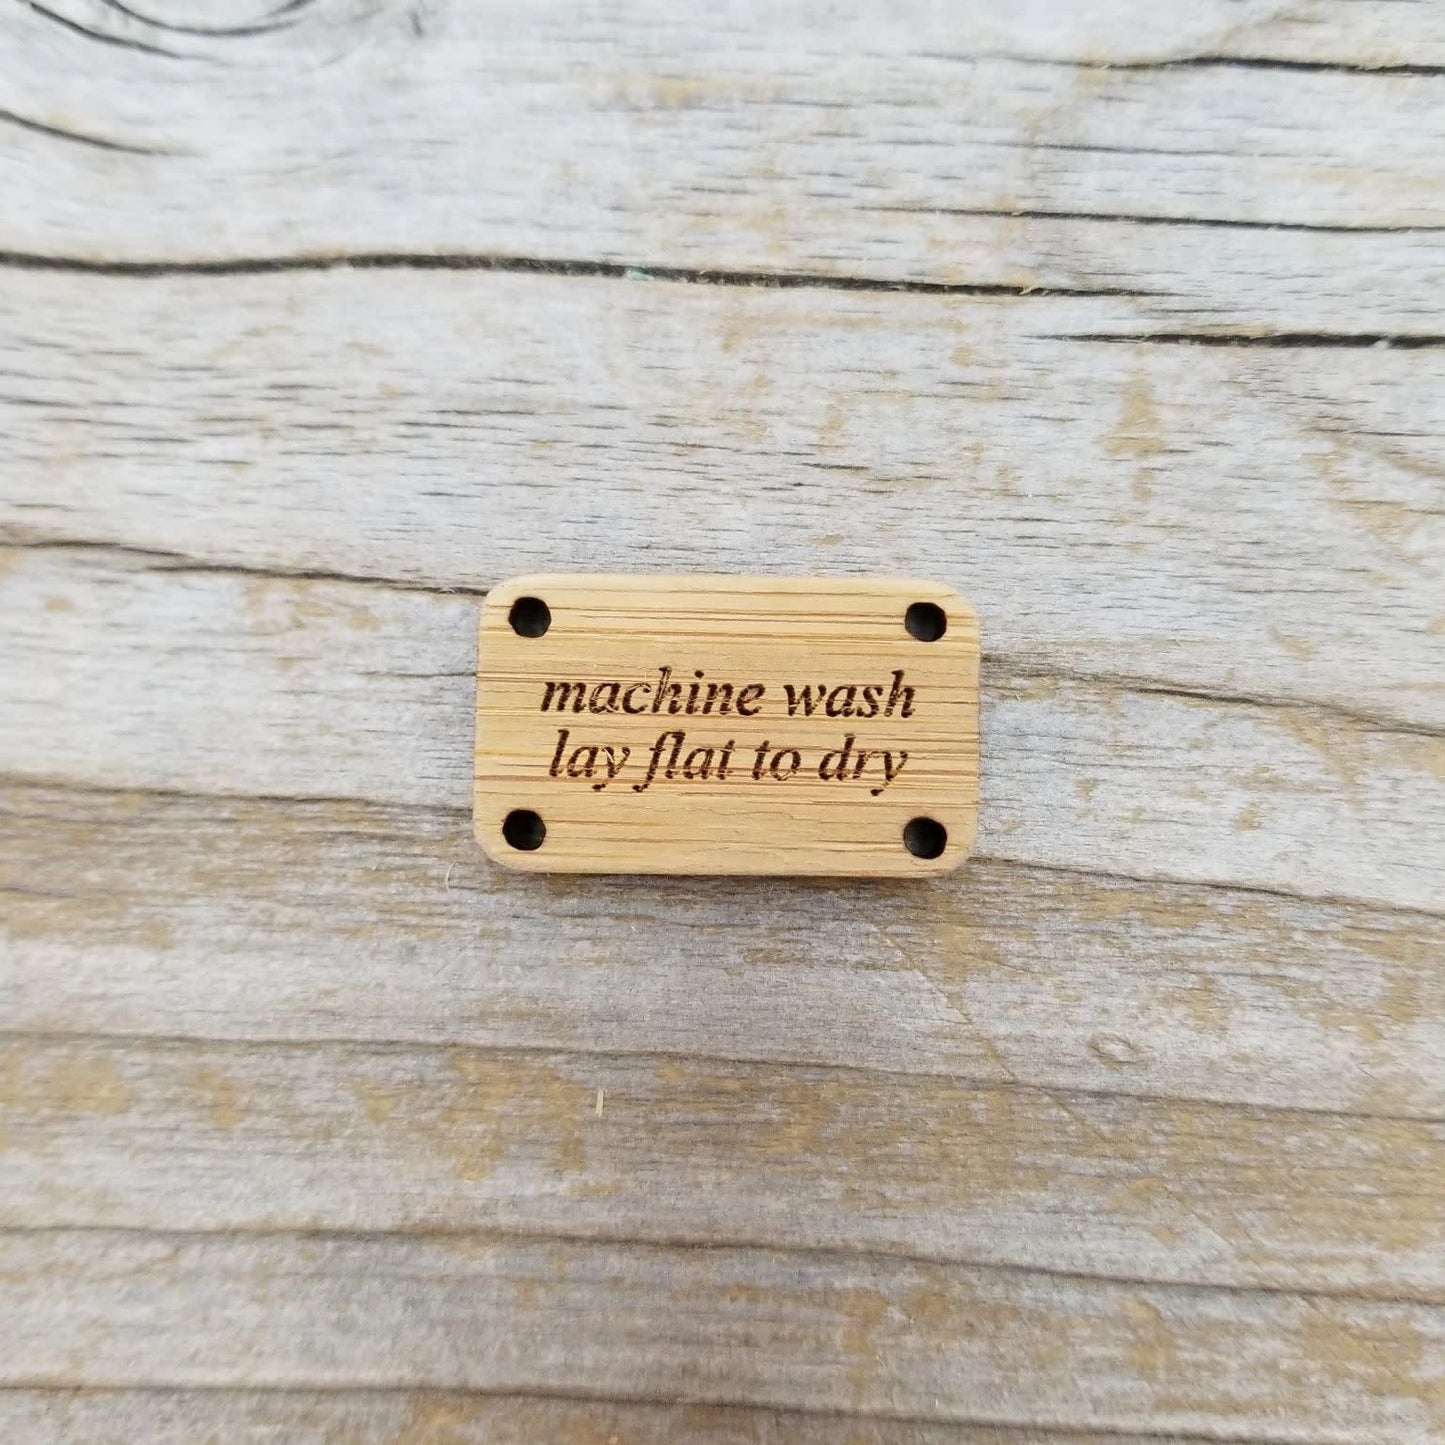 machine wash
lay flat to dry